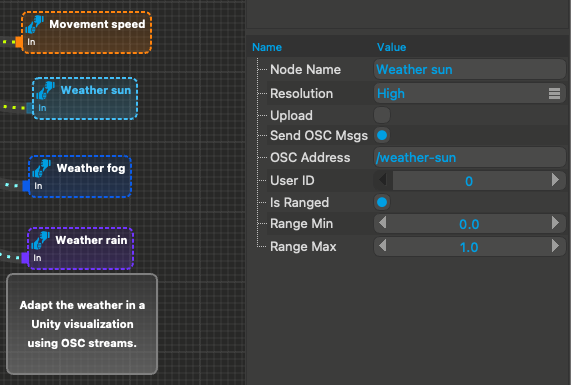 Movement speed
In
Weather sun
In
Weather fog
In
Weather rain
In
Adapt the weather in a
Unity visualization
using OSC streams.
Name Value
Node Name Weather sun
Resolution High
Upload
Send OSC Msgs
OSC Address /weather-sun
User ID 0
Is Ranged
Range Min 0.0
Range Max 1.0